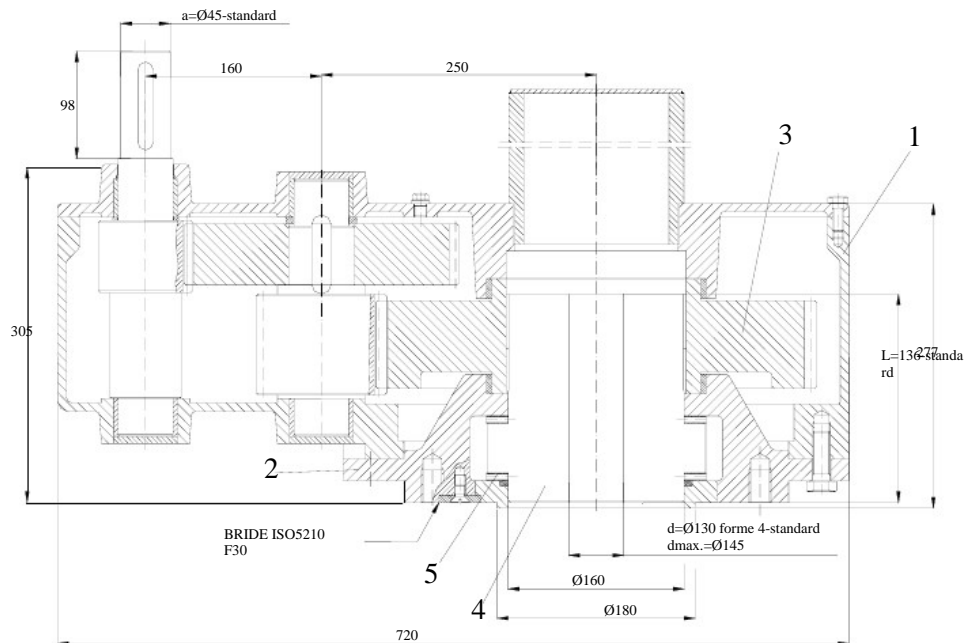 a=Ø45-standard
160
250
98
3
1
305
277
L=136-standa
rd
2
BRIDE ISO5210
F30
d=Ø130 forme 4-standard
dmax.=Ø145
5
4
Ø160
Ø180
720